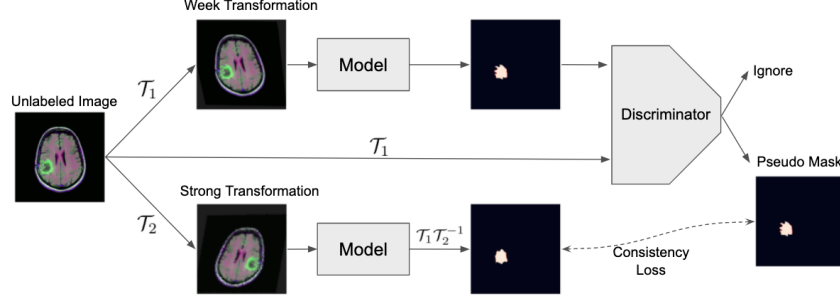 Week Transformation
𝒯₁
Model
Ignore
Unlabeled Image
Discriminator
𝒯₁
Pseudo Mask
Strong Transformation
𝒯₂
Model
𝒯₁𝒯₂⁻¹
Consistency
Loss